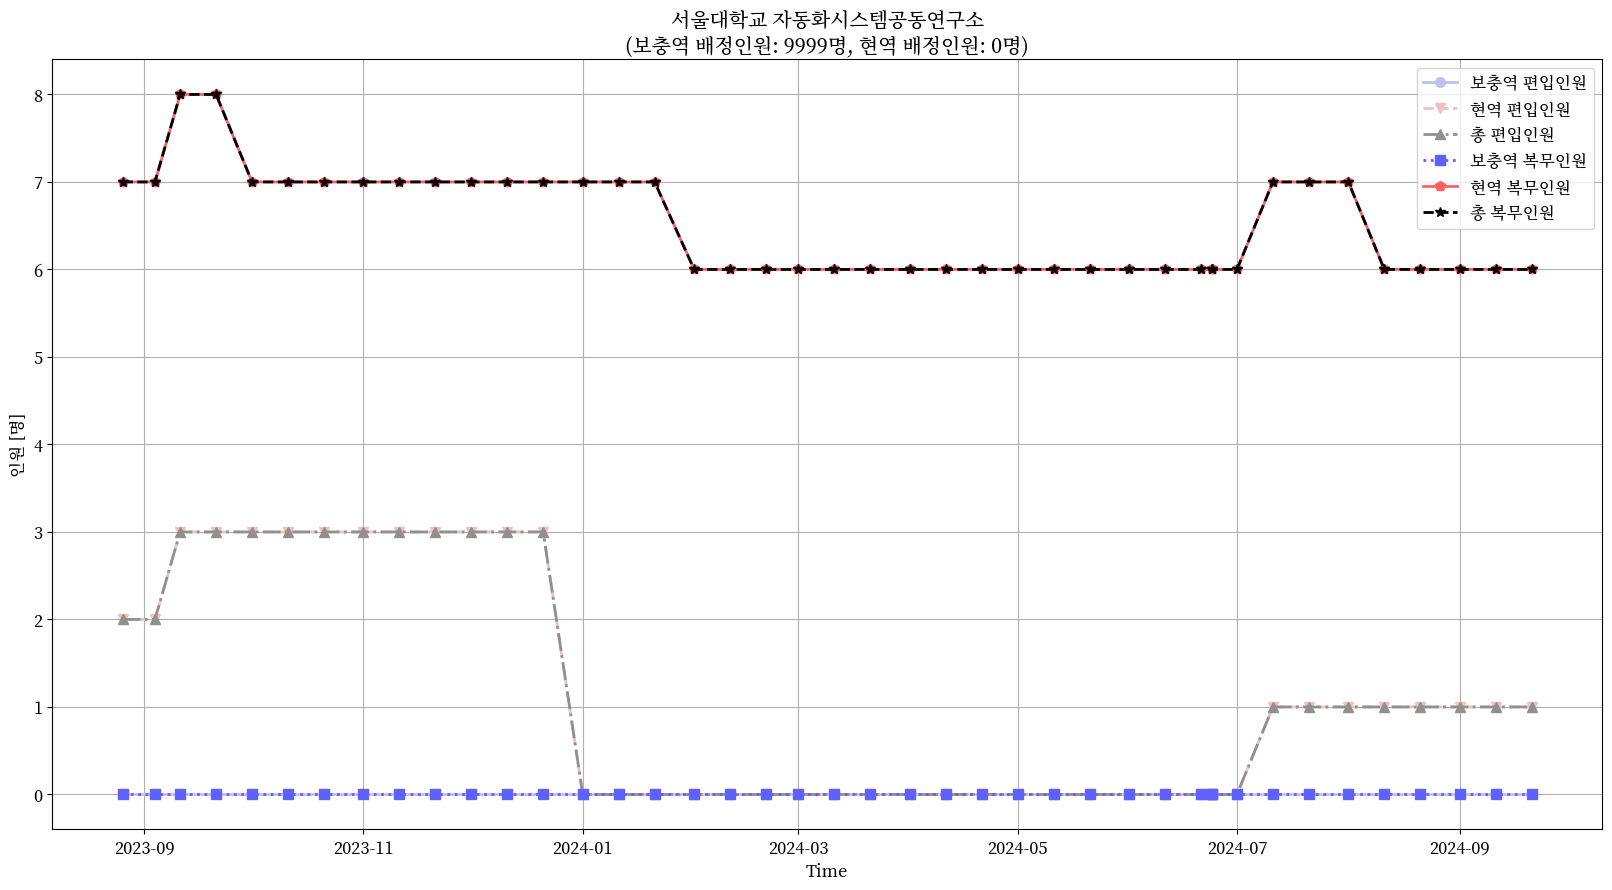 서울대학교 자동화시스템공동연구소
(보충역 배정인원: 9999명, 현역 배정인원: 0명)
보충역 편입인원
현역 편입인원
총 편입인원
보충역 복무인원
현역 복무인원
총 복무인원
인원 [명]
8
7
6
5
4
3
2
1
0
2023-09
2023-11
2024-01
2024-03
2024-05
2024-07
2024-09
Time